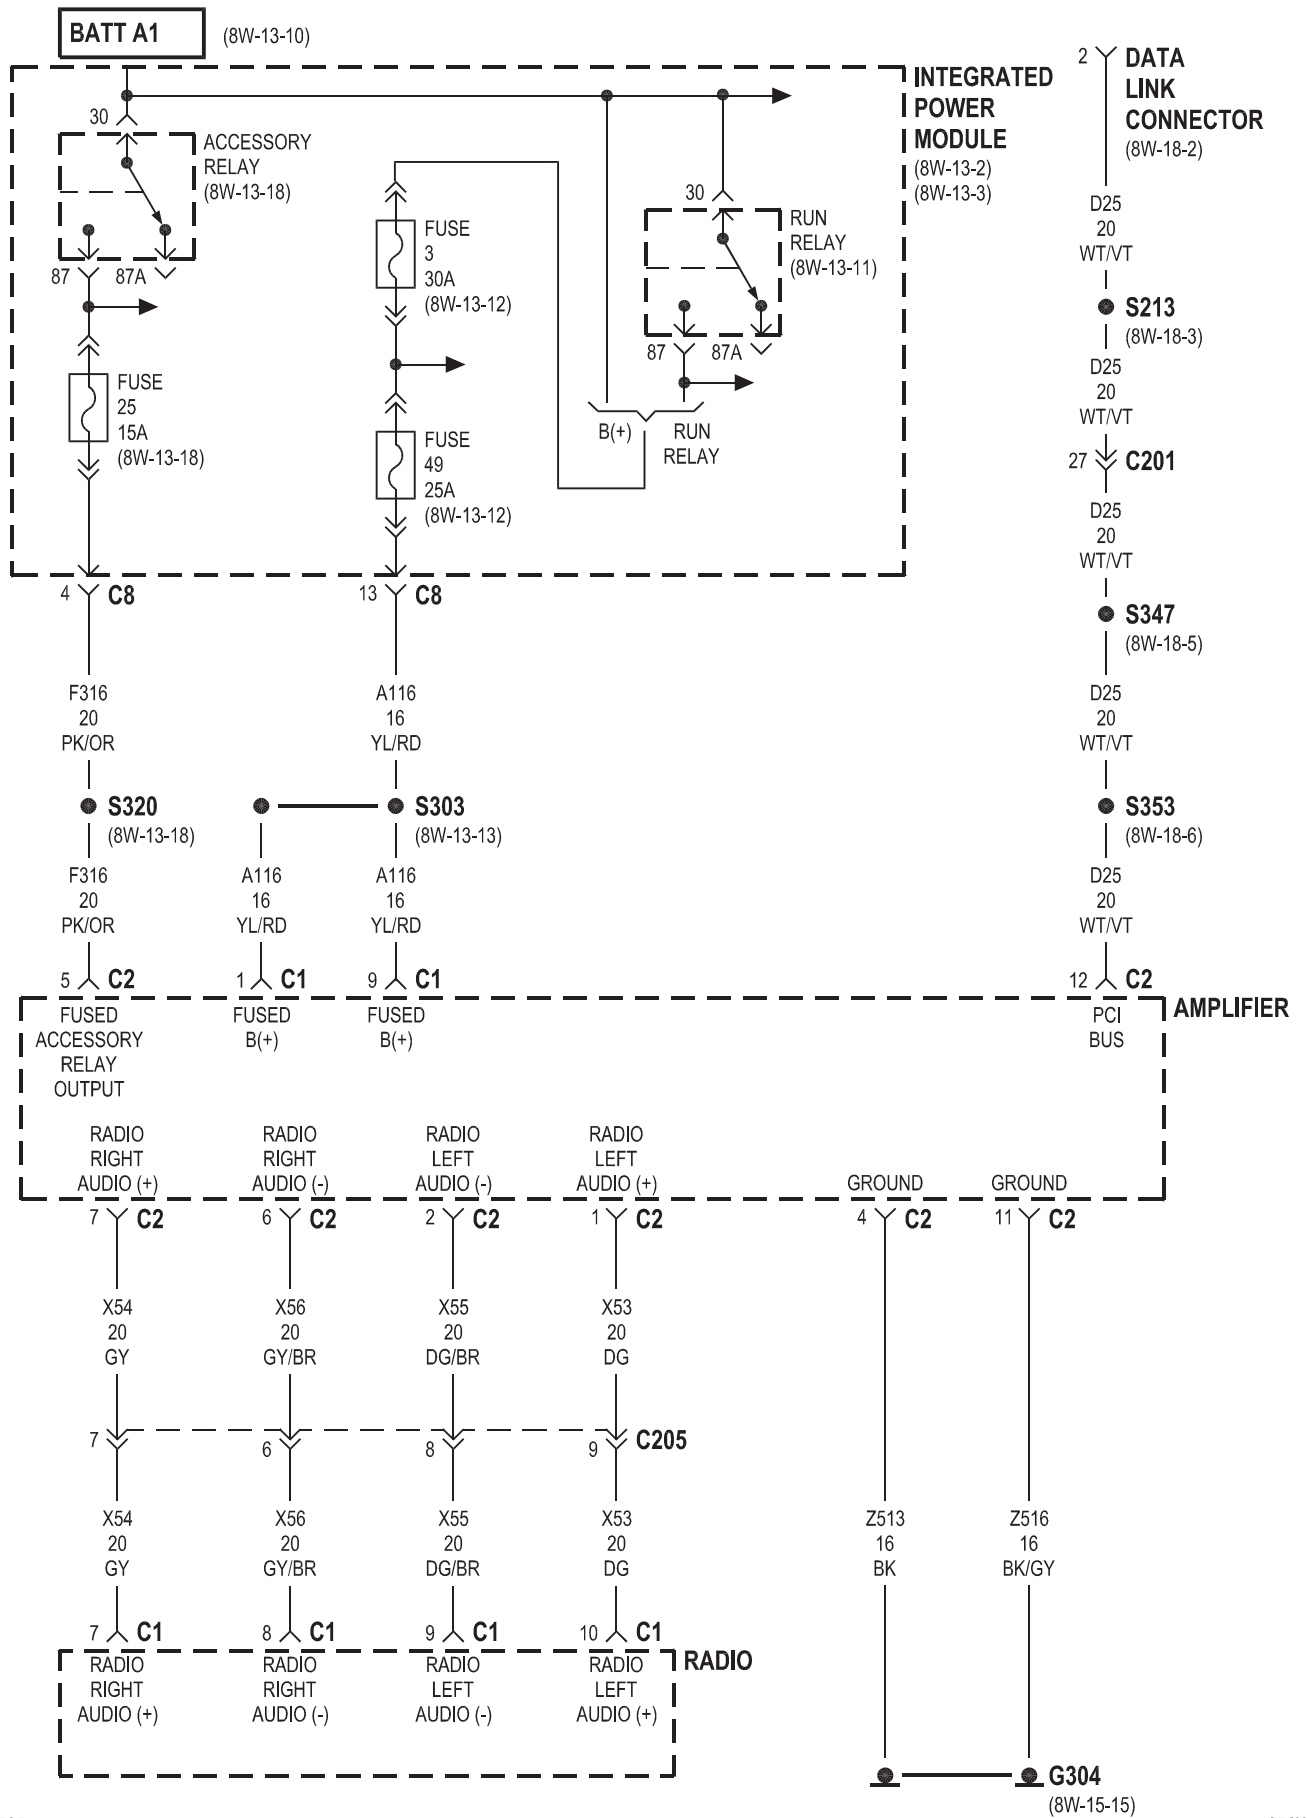 BATT A1
(8W-13-10)
2
DATA
LINK
CONNECTOR
(8W-18-2)
INTEGRATED
POWER
MODULE
(8W-13-2)
(8W-13-3)
30
ACCESSORY
RELAY
(8W-13-18)
87
87A
FUSE
25
15A
(8W-13-18)
FUSE
3
30A
(8W-13-12)
FUSE
49
25A
(8W-13-12)
30
RUN
RELAY
(8W-13-11)
87
87A
B(+)
RUN
RELAY
D25
20
WT/VT
S213
(8W-18-3)
D25
20
WT/VT
27
C201
D25
20
WT/VT
S347
(8W-18-5)
D25
20
WT/VT
S353
(8W-18-6)
D25
20
WT/VT
12
C2
4
C8
13
C8
F316
20
PK/OR
A116
16
YL/RD
S320
(8W-13-18)
S303
(8W-13-13)
F316
20
PK/OR
A116
16
YL/RD
A116
16
YL/RD
5
C2
1
C1
9
C1
AMPLIFIER
FUSED
ACCESSORY
RELAY
OUTPUT
FUSED
B(+)
FUSED
B(+)
PCI
BUS
RADIO
RIGHT
AUDIO (+)
RADIO
RIGHT
AUDIO (-)
RADIO
LEFT
AUDIO (-)
RADIO
LEFT
AUDIO (+)
GROUND
GROUND
7
C2
6
C2
2
C2
1
C2
4
C2
11
C2
X54
20
GY
X56
20
GY/BR
X55
20
DG/BR
X53
20
DG
7
6
8
9
C205
X54
20
GY
X56
20
GY/BR
X55
20
DG/BR
X53
20
DG
Z513
16
BK
Z516
16
BK/GY
7
C1
8
C1
9
C1
10
C1
RADIO
RADIO
RIGHT
AUDIO (+)
RADIO
RIGHT
AUDIO (-)
RADIO
LEFT
AUDIO (-)
RADIO
LEFT
AUDIO (+)
G304
(8W-15-15)